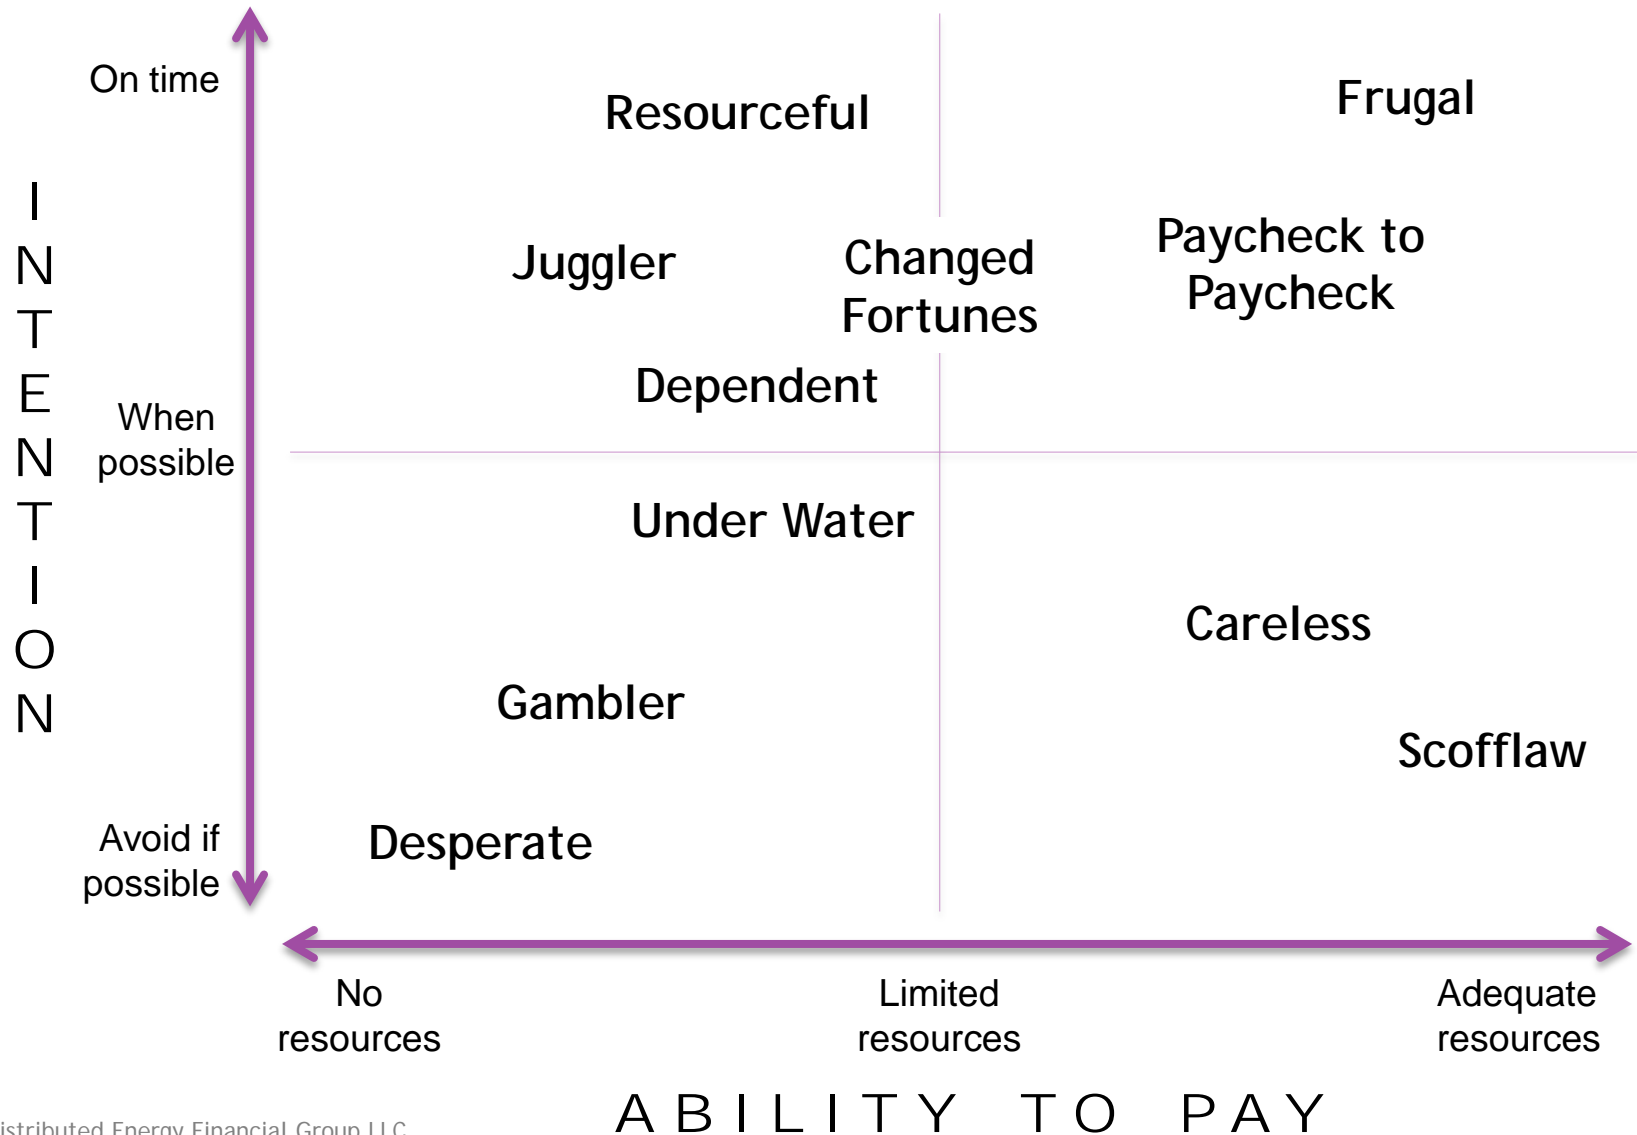 On time
Resourceful
Frugal
INTENTION
Juggler
Changed
Fortunes
Paycheck to
Paycheck
Dependent
When
possible
Under Water
Careless
Gambler
Scofflaw
Avoid if
possible
Desperate
No
resources
Limited
resources
Adequate
resources
ABILITY TO PAY
istributed Energy Financial Group LLC